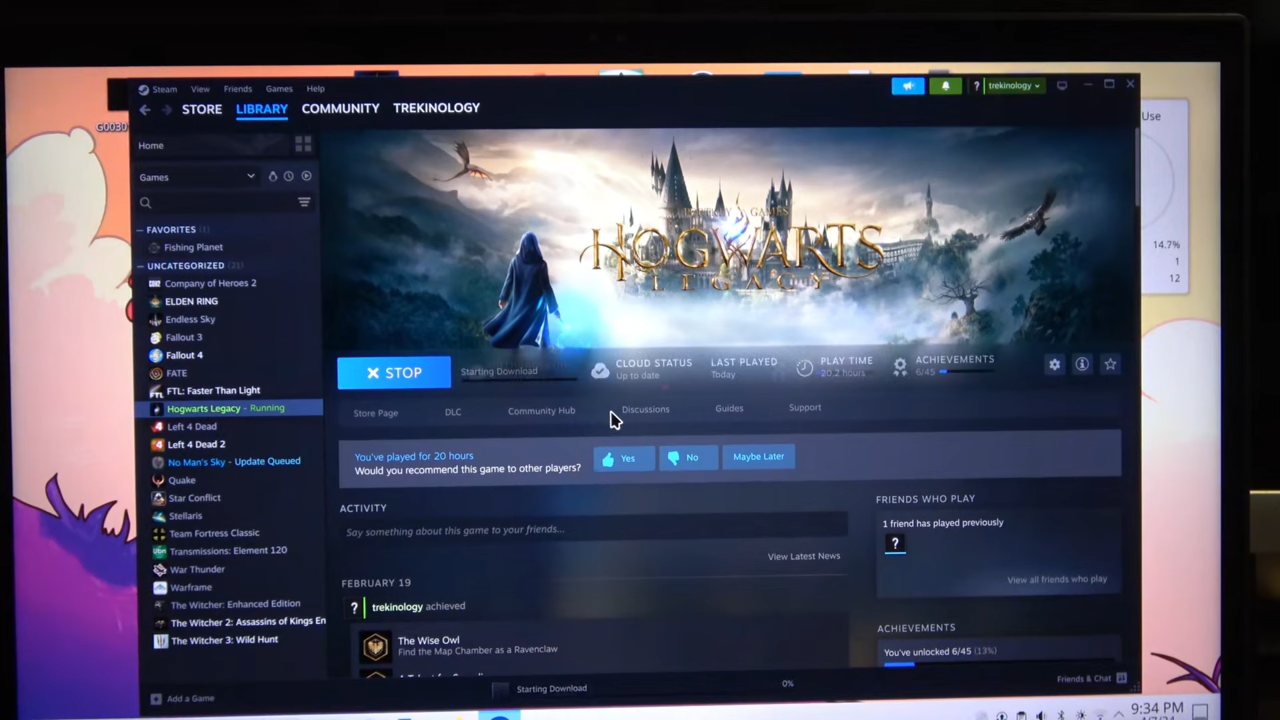 Steam View Friends Games Help
trekinology
STORE LIBRARY COMMUNITY TREKINOLOGY
G0030
Use
Home
Games
HOGWARTS
LEGACY
14.7%
1
12
FAVORITES (1)
Fishing Planet
UNCATEGORIZED (21)
Company of Heroes 2
ELDEN RING
Endless Sky
Fallout 3
Fallout 4
FATE
FTL: Faster Than Light
Hogwarts Legacy - Running
Left 4 Dead
Left 4 Dead 2
No Man's Sky - Update Queued
Quake
Star Conflict
Stellaris
Team Fortress Classic
Transmissions: Element 120
War Thunder
Warframe
The Witcher: Enhanced Edition
The Witcher 2: Assassins of Kings En
The Witcher 3: Wild Hunt
Add a Game
STOP
Starting Download
CLOUD STATUS
Up to date
LAST PLAYED
Today
PLAY TIME
20.2 hours
ACHIEVEMENTS
6/45
Store Page DLC Community Hub Discussions Guides Support
You've played for 20 hours
Would you recommend this game to other players?
Yes No Maybe Later
ACTIVITY
Say something about this game to your friends...
View Latest News
FEBRUARY 19
? trekinology achieved
The Wise Owl
Find the Map Chamber as a Ravenclaw
FRIENDS WHO PLAY
1 friend has played previously
?
View all friends who play
ACHIEVEMENTS
You've unlocked 6/45 (13%)
Starting Download 0%
Friends & Chat
9:34 PM